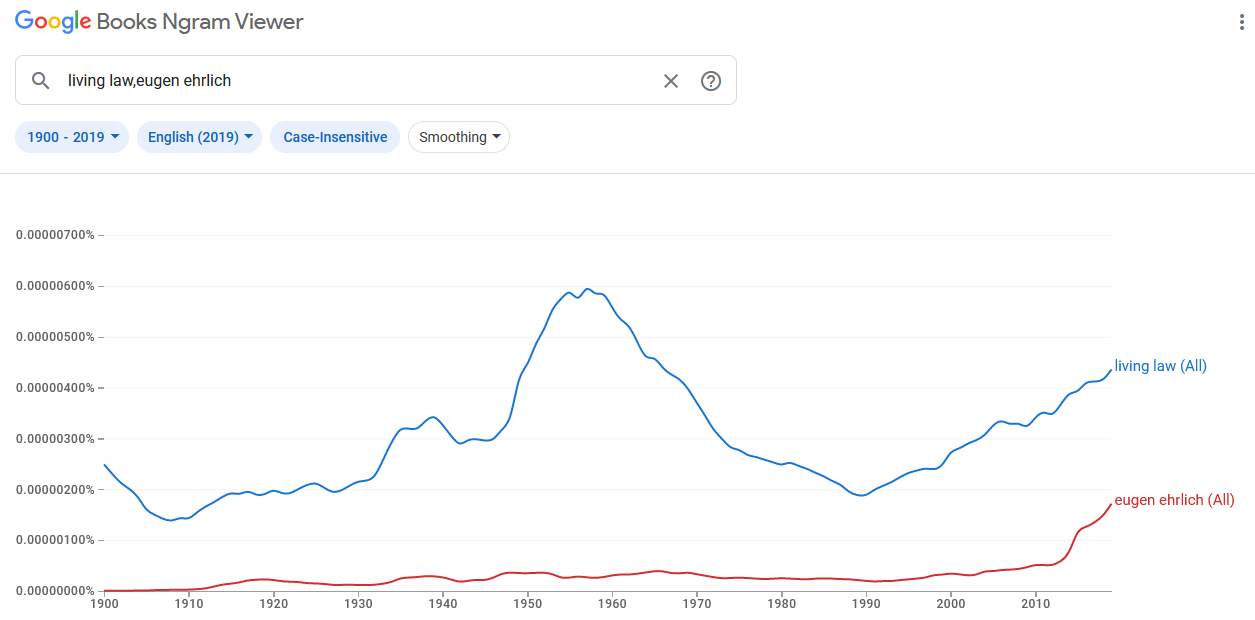 Google Books Ngram Viewer
living law,eugen ehrlich
1900 - 2019 English (2019) Case-Insensitive Smoothing
0.00000700%
0.00000600%
0.00000500%
0.00000400%
living law (All)
0.00000300%
0.00000200%
eugen ehrlich (All)
0.00000100%
0.00000000%
1900 1910 1920 1930 1940 1950 1960 1970 1980 1990 2000 2010